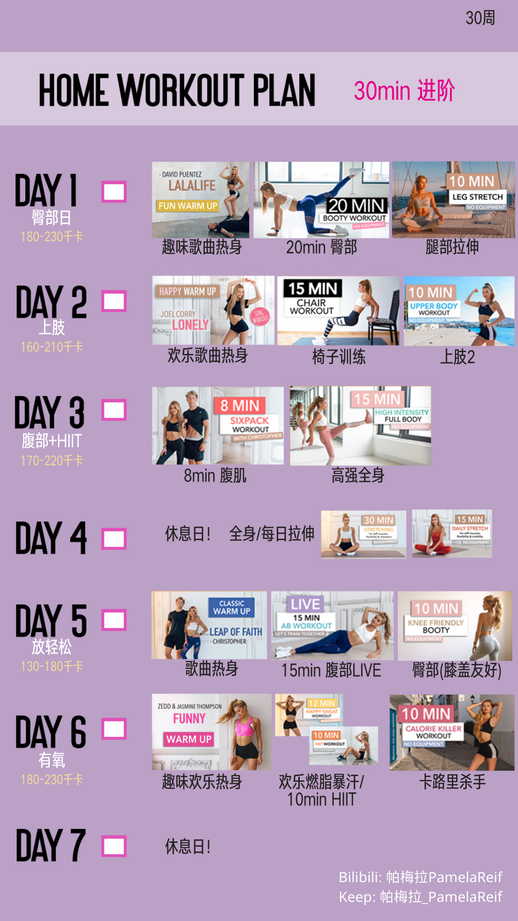 30周
HOME WORKOUT PLAN
30min 进阶
DAY 1
臀部日
180-230千卡
DAVID PUENTEZ
LALALIFE
FUN WARM UP
趣味歌曲热身
20 MIN
BOOTY WORKOUT
NO EQUIPMENT
20min 臀部
10 MIN
LEG STRETCH
NO EQUIPMENT
腿部拉伸
DAY 2
上肢
160-210千卡
HAPPY WARM UP
JOEL CORRY
LONELY
欢乐歌曲热身
15 MIN
CHAIR
WORKOUT
椅子训练
10 MIN
UPPER BODY
WORKOUT
NO EQUIPMENT
上肢2
DAY 3
腹部+HIIT
170-220千卡
8 MIN
SIXPACK
WORKOUT
WITH CHRISTOPHER
8min 腹肌
15 MIN
HIGH INTENSITY
FULL BODY
NO EQUIPMENT
高强全身
DAY 4
休息日! 全身/每日拉伸
30 MIN
STRETCHING
15 MIN
DAILY STRETCH
DAY 5
放轻松
130-180千卡
CLASSIC
WARM UP
LEAP OF FAITH
CHRISTOPHER
歌曲热身
LIVE
15 MIN
AB WORKOUT
LET'S TRAIN TOGETHER
15min 腹部LIVE
10 MIN
KNEE FRIENDLY
BOOTY
NO EQUIPMENT
臀部(膝盖友好)
DAY 6
有氧
180-230千卡
ZEDD & JASMINE THOMPSON
FUNNY
WARM UP
趣味欢乐热身
12 MIN
HAPPY SWEAT
WORKOUT
10 MIN
HIIT WORKOUT
欢乐燃脂暴汗/
10min HIIT
10 MIN
CALORIE KILLER
WORKOUT
NO EQUIPMENT
卡路里杀手
DAY 7
休息日!
Bilibili: 帕梅拉PamelaReif
Keep: 帕梅拉_PamelaReif